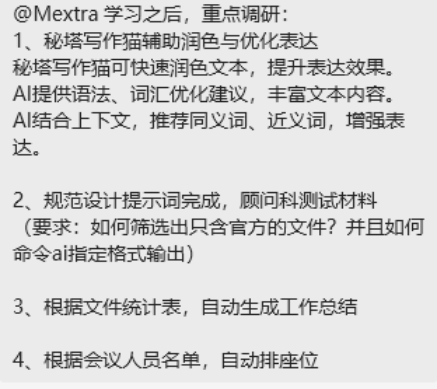 @Mextra 学习之后，重点调研：
1、秘塔写作猫辅助润色与优化表达
秘塔写作猫可快速润色文本，提升表达效果。
AI提供语法、词汇优化建议，丰富文本内容。
AI结合上下文，推荐同义词、近义词，增强表
达。
2、规范设计提示词完成，顾问科测试材料
（要求：如何筛选出只含官方的文件？并且如何
命令ai指定格式输出）
3、根据文件统计表，自动生成工作总结
4、根据会议人员名单，自动排座位